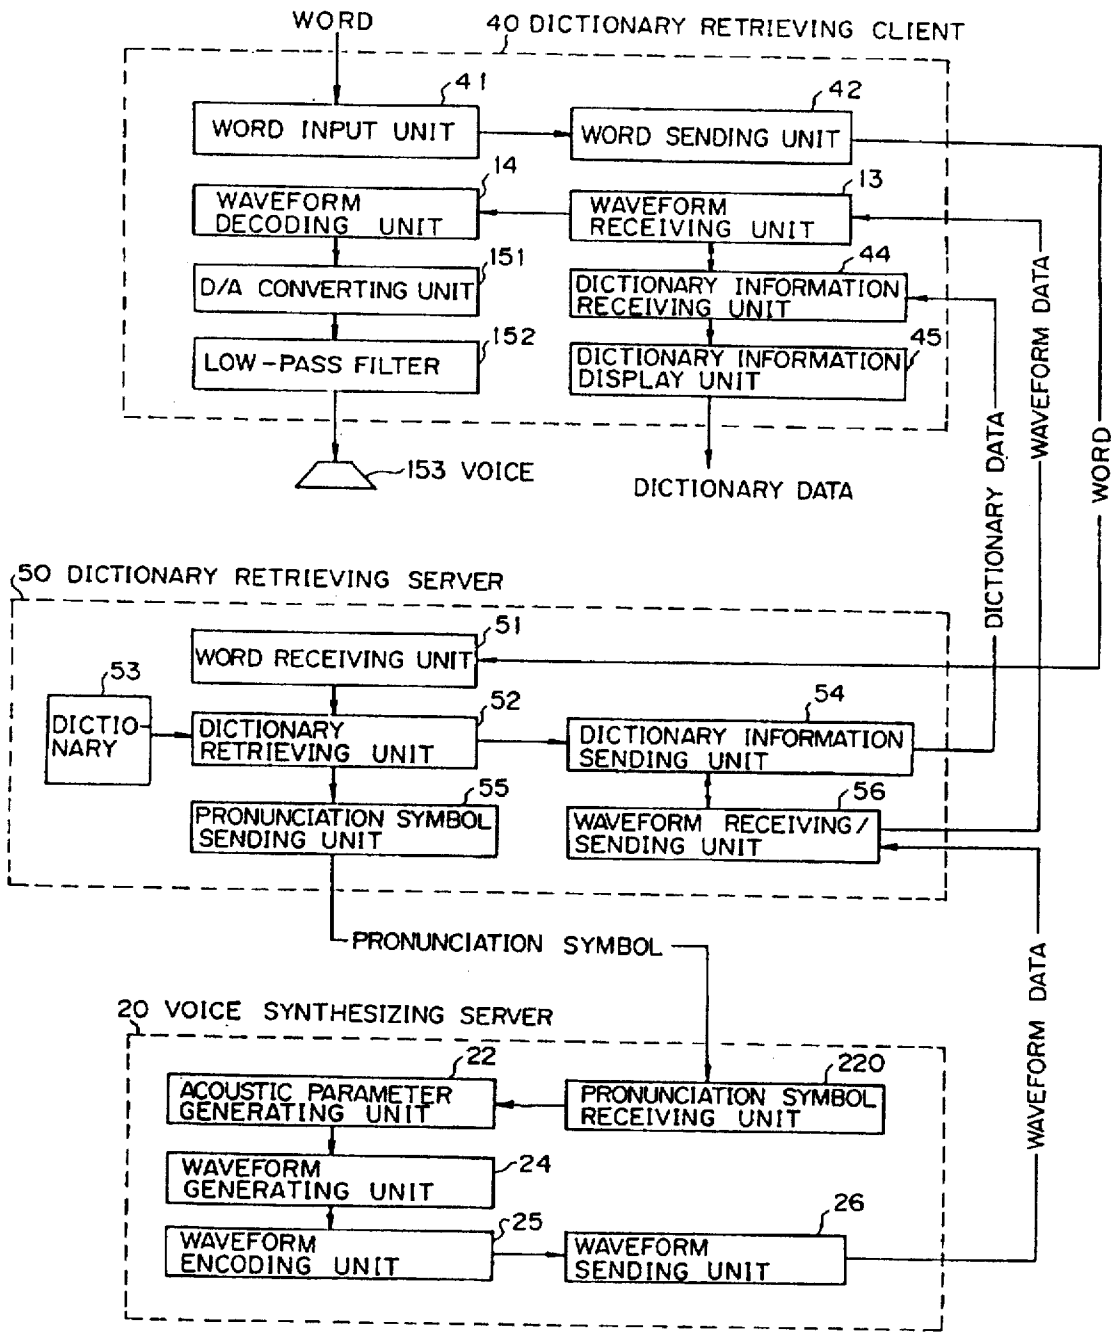 WORD
40 DICTIONARY RETRIEVING CLIENT
41
WORD INPUT UNIT
42
WORD SENDING UNIT
14
WAVEFORM
DECODING UNIT
13
WAVEFORM
RECEIVING UNIT
151
D/A CONVERTING UNIT
44
DICTIONARY INFORMATION
RECEIVING UNIT
152
LOW-PASS FILTER
45
DICTIONARY INFORMATION
DISPLAY UNIT
153 VOICE
DICTIONARY DATA
DICTIONARY DATA
WAVEFORM DATA
WORD
50 DICTIONARY RETRIEVING SERVER
51
WORD RECEIVING UNIT
53
DICTIO-
NARY
52
DICTIONARY
RETRIEVING UNIT
54
DICTIONARY INFORMATION
SENDING UNIT
55
PRONUNCIATION SYMBOL
SENDING UNIT
56
WAVEFORM RECEIVING/
SENDING UNIT
PRONUNCIATION SYMBOL
WAVEFORM DATA
20 VOICE SYNTHESIZING SERVER
22
ACOUSTIC PARAMETER
GENERATING UNIT
220
PRONUNCIATION SYMBOL
RECEIVING UNIT
24
WAVEFORM
GENERATING UNIT
25
WAVEFORM
ENCODING UNIT
26
WAVEFORM
SENDING UNIT